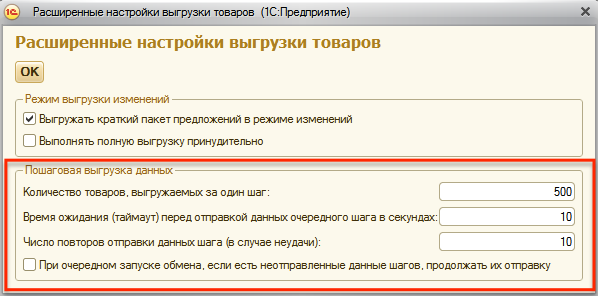 1С Расширенные настройки выгрузки товаров (1С:Предприятие)
Расширенные настройки выгрузки товаров
ОК
Режим выгрузки изменений
Выгружать краткий пакет предложений в режиме изменений
Выполнять полную выгрузку принудительно
Пошаговая выгрузка данных
Количество товаров, выгружаемых за один шаг: 500
Время ожидания (таймаут) перед отправкой данных очередного шага в секундах: 10
Число повторов отправки данных шага (в случае неудачи): 10
При очередном запуске обмена, если есть неотправленные данные шагов, продолжать их отправку